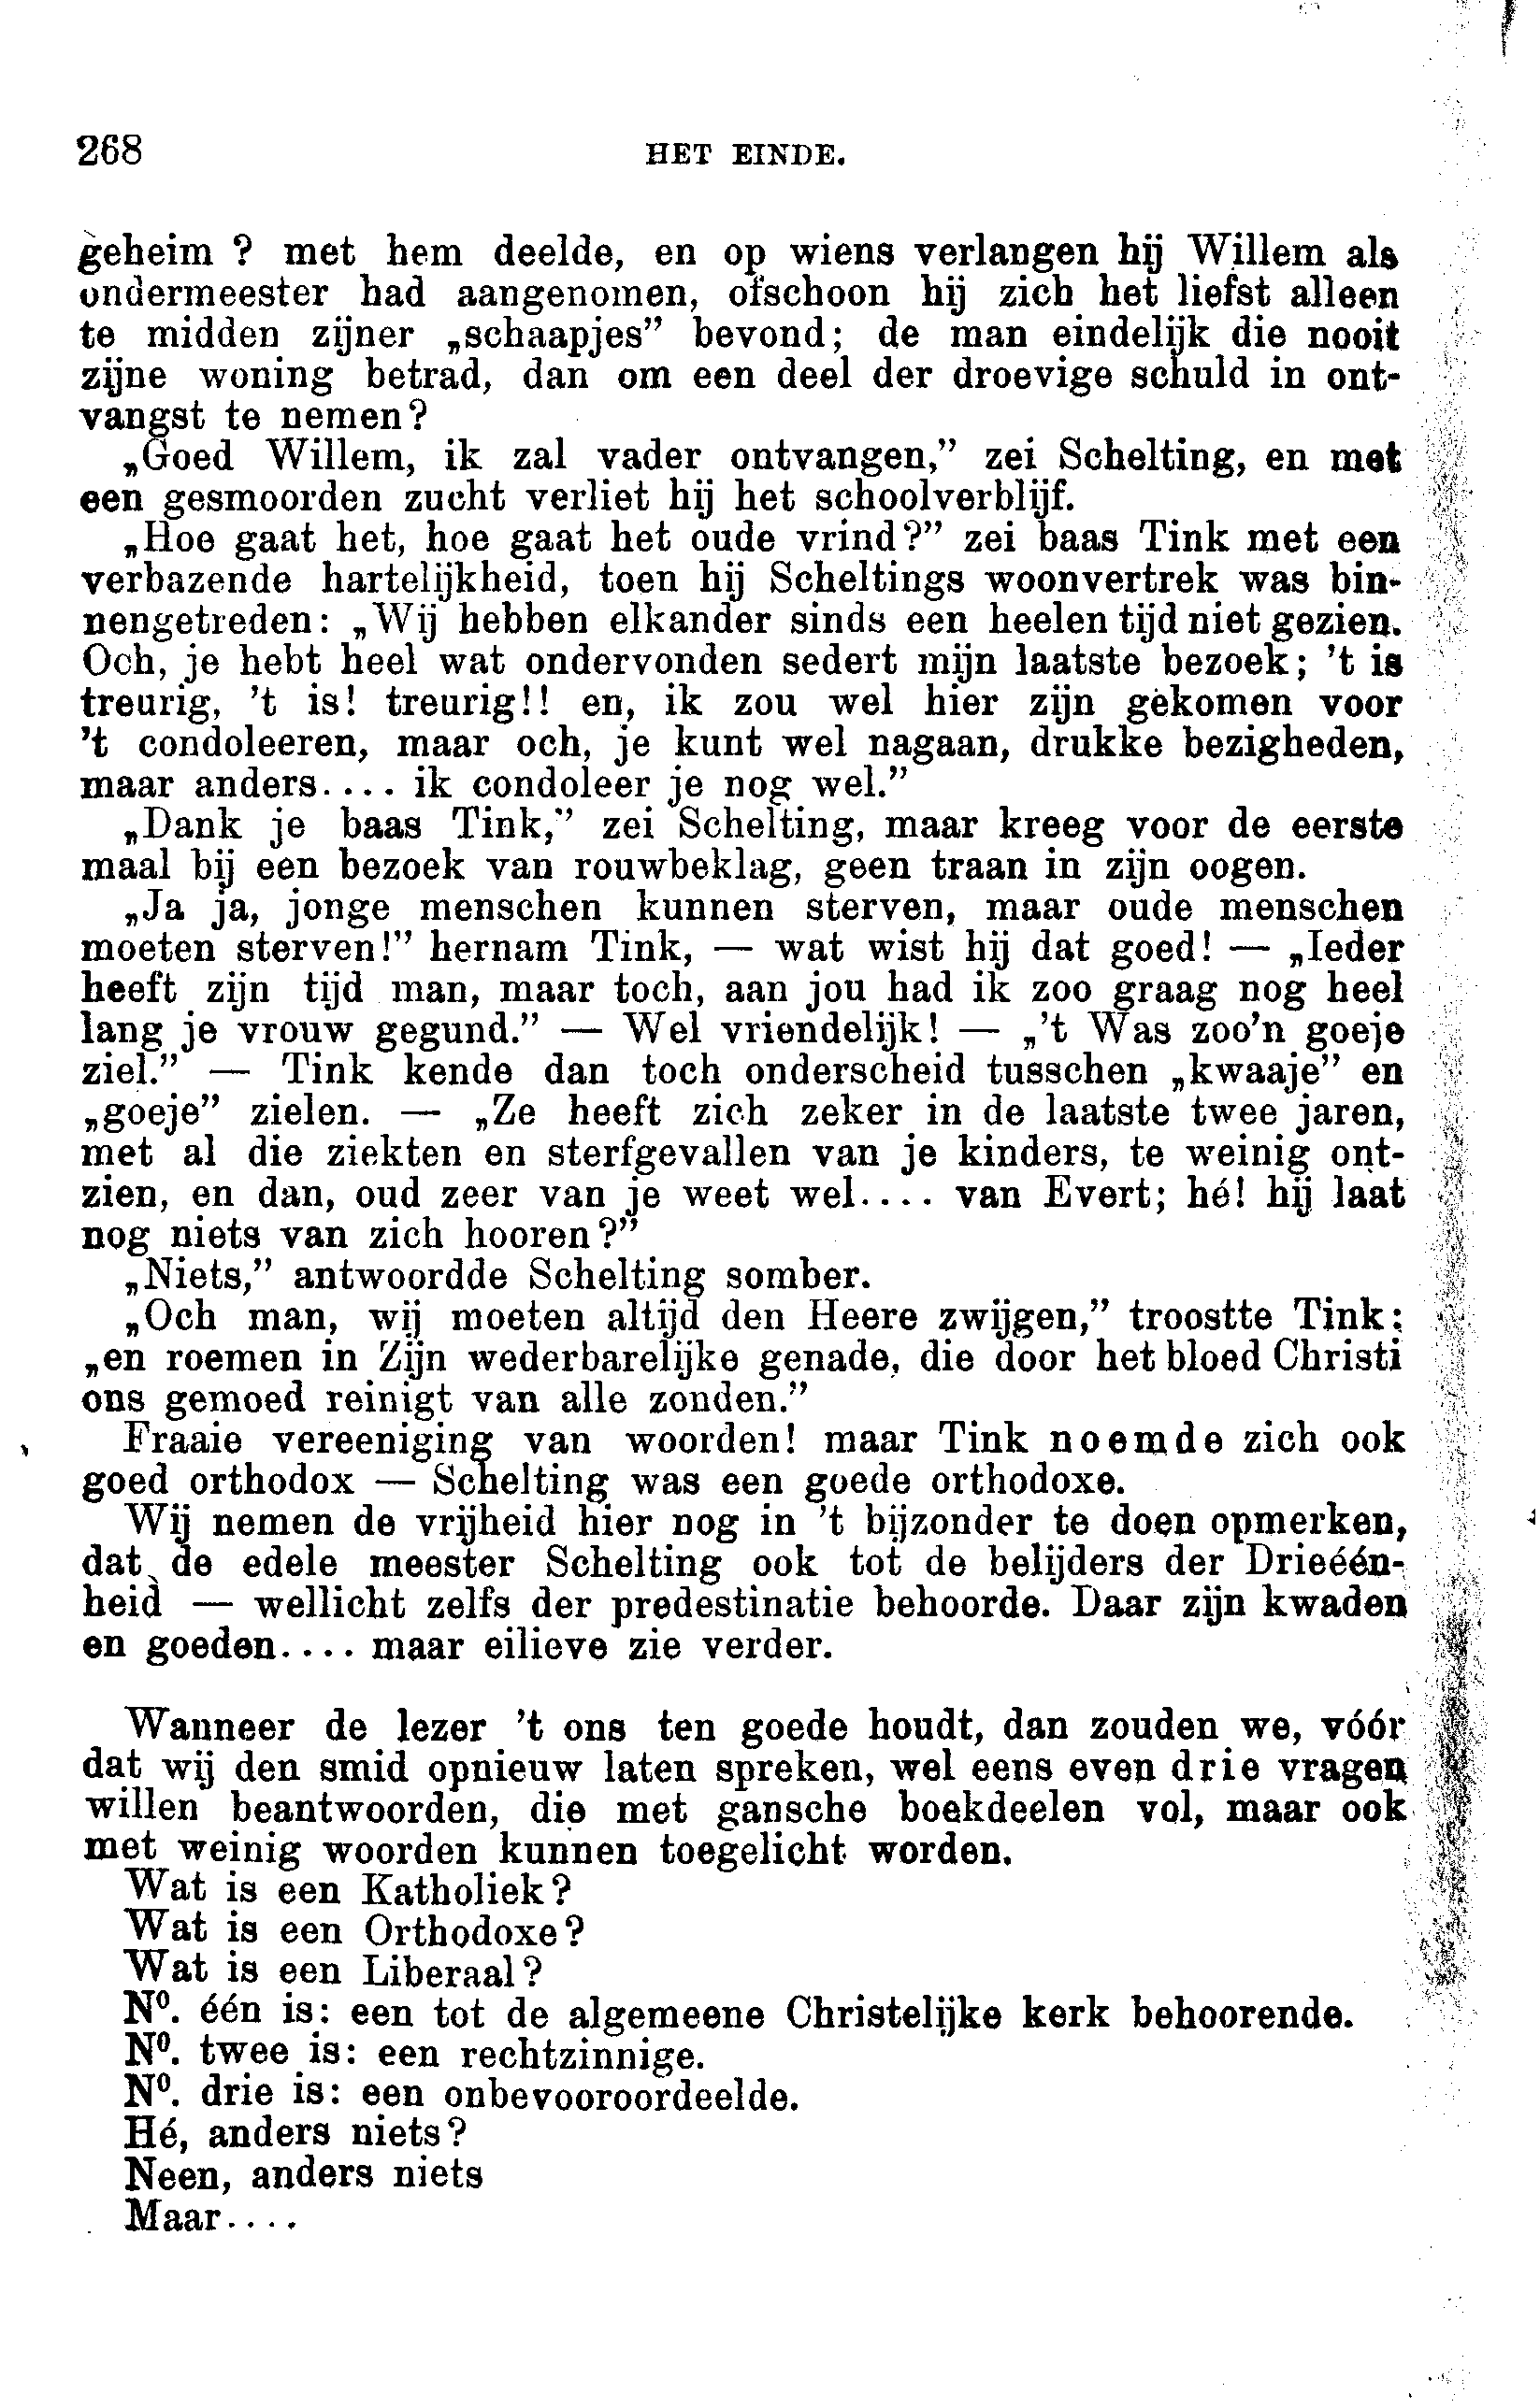 268 HET EINDE.
geheim ? met hem deelde, en op wiens verlangen hij Willem als
ondermeester had aangenomen, ofschoon hij zich het liefst alleen
te midden zijner „schaapjes” bevond; de man eindelijk die nooit
zijne woning betrad, dan om een deel der droevige schuld in ont-
vangst te nemen?
„Goed Willem, ik zal vader ontvangen,” zei Schelting, en met
een gesmoorden zucht verliet hij het schoolverblijf.
„Hoe gaat het, hoe gaat het oude vrind?” zei baas Tink met een
verbazende hartelijkheid, toen hij Scheltings woonvertrek was bin-
nengetreden: „Wij hebben elkander sinds een heelen tijd niet gezien.
Och, je hebt heel wat ondervonden sedert mijn laatste bezoek; ’t is
treurig, ’t is! treurig!! en, ik zou wel hier zijn gekomen voor
’t condoleeren, maar och, je kunt wel nagaan, drukke bezigheden,
maar anders.... ik condoleer je nog wel.”
„Dank je baas Tink,” zei Schelting, maar kreeg voor de eerste
maal bij een bezoek van rouwbeklag, geen traan in zijn oogen.
„Ja ja, jonge menschen kunnen sterven, maar oude menschen
moeten sterven!” hernam Tink, — wat wist hij dat goed! — „Ieder
heeft zijn tijd man, maar toch, aan jou had ik zoo graag nog heel
lang je vrouw gegund.” — Wel vriendelijk! — „’t Was zoo’n goeje
ziel.” — Tink kende dan toch onderscheid tusschen „kwaaje” en
„goeje” zielen. — „Ze heeft zich zeker in de laatste twee jaren,
met al die ziekten en sterfgevallen van je kinders, te weinig ont-
zien, en dan, oud zeer van je weet wel.... van Evert; hé! hij laat
nog niets van zich hooren?”
„Niets,” antwoordde Schelting somber.
„Och man, wij moeten altijd den Heere zwijgen,” troostte Tink;
„en roemen in Zijn wederbarelijke genade, die door het bloed Christi
ons gemoed reinigt van alle zonden.”
Fraaie vereeniging van woorden! maar Tink noemde zich ook
goed orthodox — Schelting was een goede orthodoxe.
Wij nemen de vrijheid hier nog in ’t bijzonder te doen opmerken,
dat de edele meester Schelting ook tot de belijders der Drieéén-
heid — wellicht zelfs der predestinatie behoorde. Daar zijn kwaden
en goeden.... maar eilieve zie verder.
Wanneer de lezer ’t ons ten goede houdt, dan zouden we, vóór
dat wij den smid opnieuw laten spreken, wel eens even drie vragen
willen beantwoorden, die met gansche boekdeelen vol, maar ook
met weinig woorden kunnen toegelicht worden.
Wat is een Katholiek?
Wat is een Orthodoxe?
Wat is een Liberaal?
Nº. één is: een tot de algemeene Christelijke kerk behoorende.
Nº. twee is: een rechtzinnige.
Nº. drie is: een onbevooroordeelde.
Hé, anders niets?
Neen, anders niets
Maar....